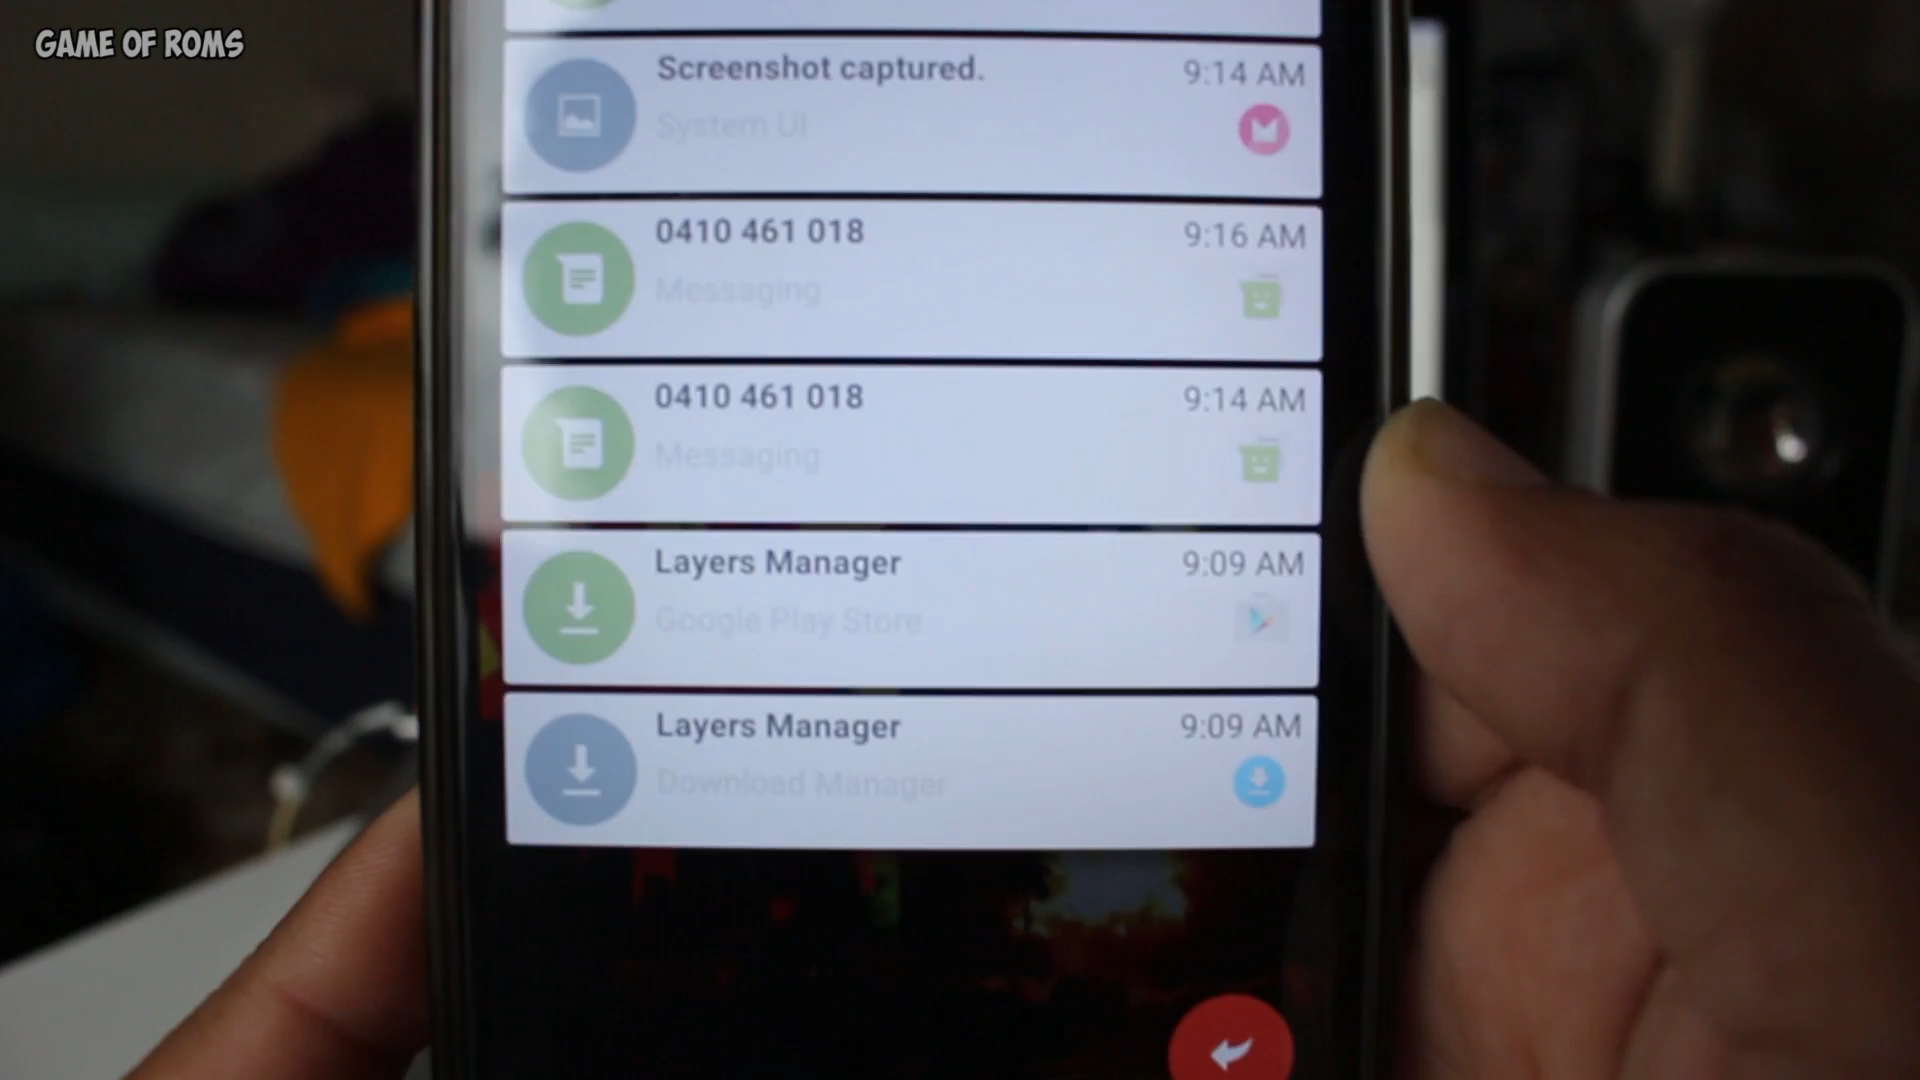 GAME OF ROMS
Screenshot captured.
9:14 AM
System UI
0410 461 018
9:16 AM
Messaging
0410 461 018
9:14 AM
Messaging
Layers Manager
9:09 AM
Google Play Store
Layers Manager
9:09 AM
Download Manager